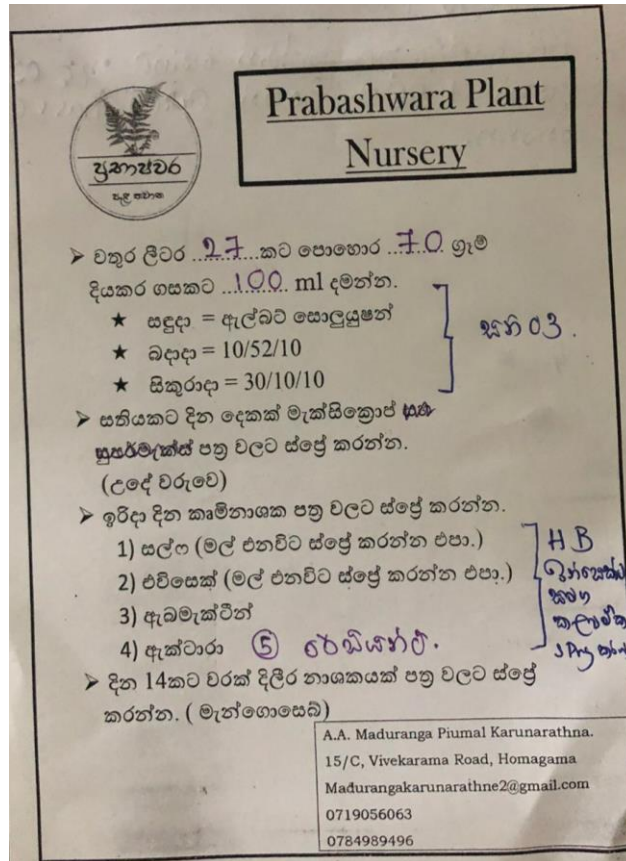 Prabashwara Plant
Nursery
ප්‍රභාෂ්වර
පැළ තවාන
➤ වතුර ලීටර ...27...කට පොහොර ...70 ග්‍රෑම්
දියකර ගසකට ...100... ml දමන්න.
★ සඳුදා = ඇල්බට් සොලුයුෂන්
★ බදාදා = 10/52/10
★ සිකුරාදා = 30/10/10
සති 03.
➤ සතියකට දින දෙකක් මැක්සික්‍රොප්
සුපර්මැක්ස් පත්‍ර වලට ස්ප්‍රේ කරන්න.
(උදේ වරුවෙ)
➤ ඉරිදා දින කෘමිනාශක පත්‍ර වලට ස්ප්‍රේ කරන්න.
1) සල්ෆ (මල් එනවිට ස්ප්‍රේ කරන්න එපා.)
2) එව්සෙක් (මල් එනවිට ස්ප්‍රේ කරන්න එපා.)
3) ඇබමැක්ටීන්
4) ඇක්ටාරා ⑤
HB
සමග
➤ දින 14කට වරක් දිලීර නාශකයක් පත්‍ර වලට ස්ප්‍රේ
කරන්න. ( මැන්ගොසෙබ්)
A.A. Maduranga Piumal Karunarathna.
15/C, Vivekarama Road, Homagama
Madurangakarunarathne2@gmail.com
0719056063
0784989496